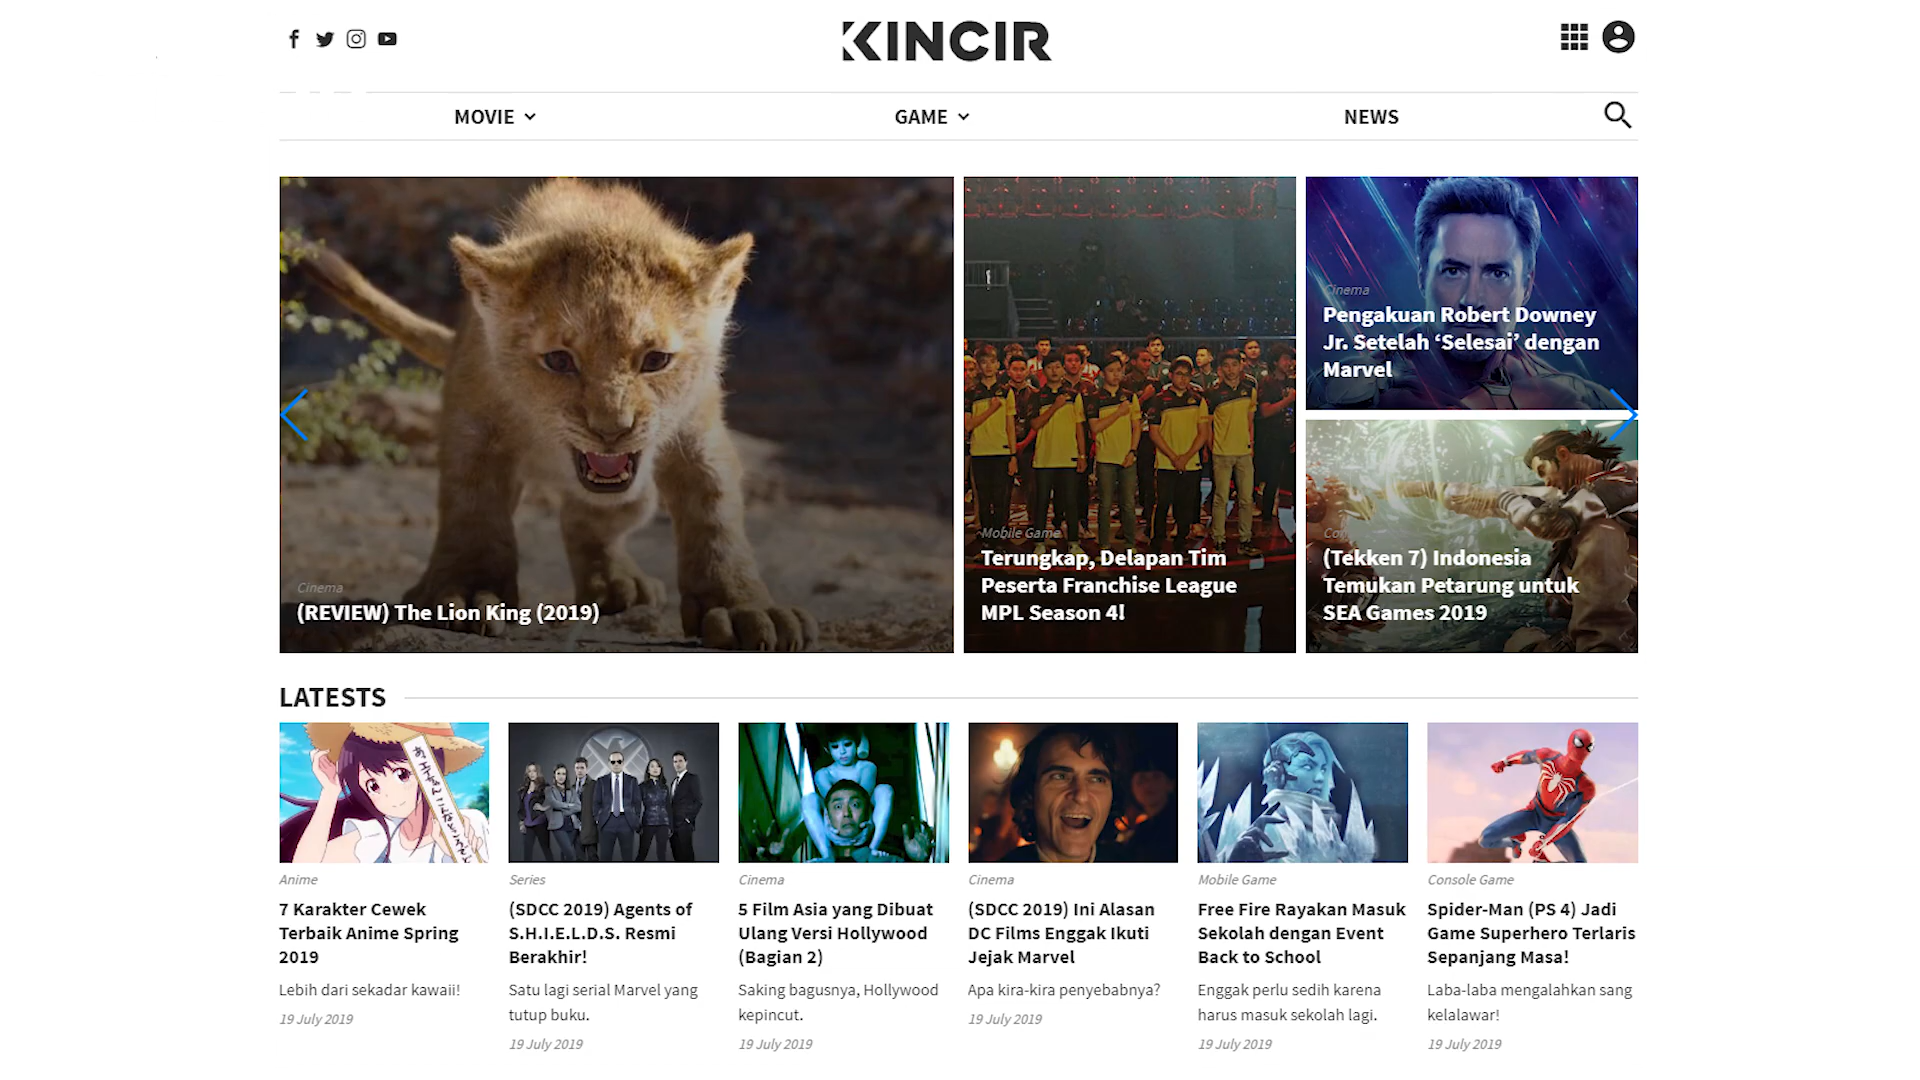 KINCIR
MOVIE
GAME
NEWS
Cinema
(REVIEW) The Lion King (2019)
Mobile Game
Terungkap, Delapan Tim
Peserta Franchise League
MPL Season 4!
Cinema
Pengakuan Robert Downey
Jr. Setelah ‘Selesai’ dengan
Marvel
(Tekken 7) Indonesia
Temukan Petarung untuk
SEA Games 2019
LATESTS
Anime
7 Karakter Cewek
Terbaik Anime Spring
2019
Lebih dari sekadar kawaii!
19 July 2019
Series
(SDCC 2019) Agents of
S.H.I.E.L.D.S. Resmi
Berakhir!
Satu lagi serial Marvel yang
tutup buku.
19 July 2019
Cinema
5 Film Asia yang Dibuat
Ulang Versi Hollywood
(Bagian 2)
Saking bagusnya, Hollywood
kepincut.
19 July 2019
Cinema
(SDCC 2019) Ini Alasan
DC Films Enggak Ikuti
Jejak Marvel
Apa kira-kira penyebabnya?
19 July 2019
Mobile Game
Free Fire Rayakan Masuk
Sekolah dengan Event
Back to School
Enggak perlu sedih karena
harus masuk sekolah lagi.
19 July 2019
Console Game
Spider-Man (PS 4) Jadi
Game Superhero Terlaris
Sepanjang Masa!
Laba-laba mengalahkan sang
kelalawar!
19 July 2019